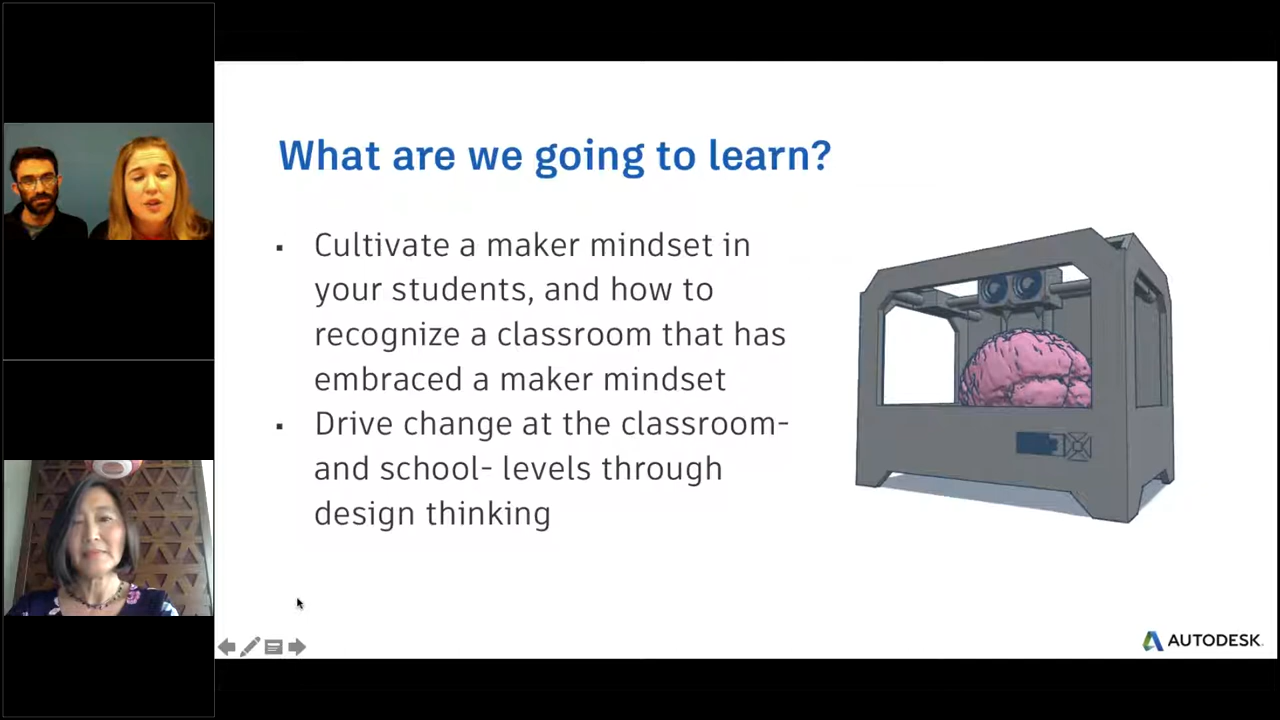 What are we going to learn?
▪ Cultivate a maker mindset in
your students, and how to
recognize a classroom that has
embraced a maker mindset
▪ Drive change at the classroom-
and school- levels through
design thinking
AUTODESK.